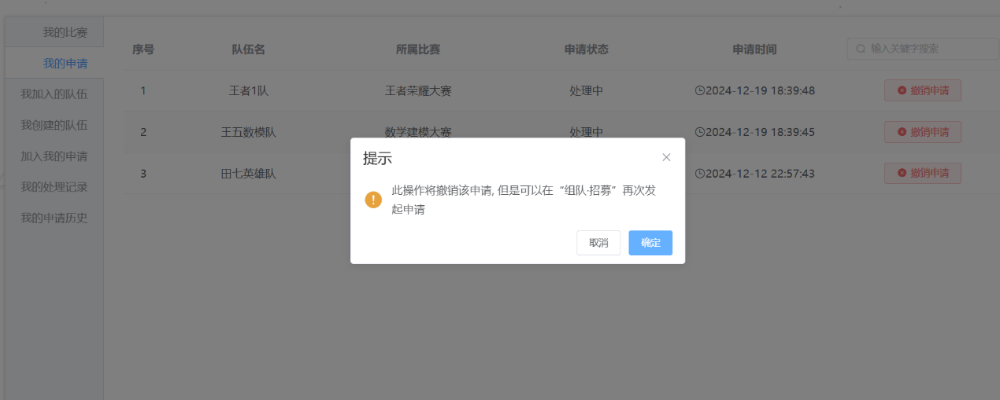 我的比赛
我的申请
我加入的队伍
我创建的队伍
加入我的申请
我的处理记录
我的申请历史
序号 队伍名 所属比赛 申请状态 申请时间 输入关键字搜索
1 王者1队 王者荣耀大赛 处理中 2024-12-19 18:39:48 撤销申请
2 王五数模队 数学建模大赛 处理中 2024-12-19 18:39:45 撤销申请
3 田七英雄队 2024-12-12 22:57:43 撤销申请
提示
此操作将撤销该申请, 但是可以在“组队·招募”再次发
起申请
取消 确定